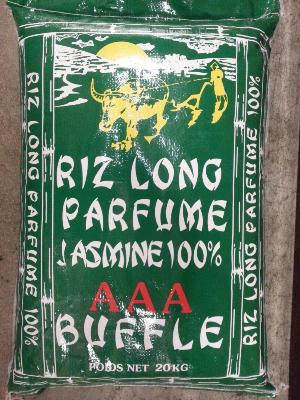 RIZ LONG
PARFUME
JASMINE 100%
AAA
BUFFLE
POIDS NET 20KG
RIZ LONG PARFUME 100%
RIZ LONG PARFUME 100%